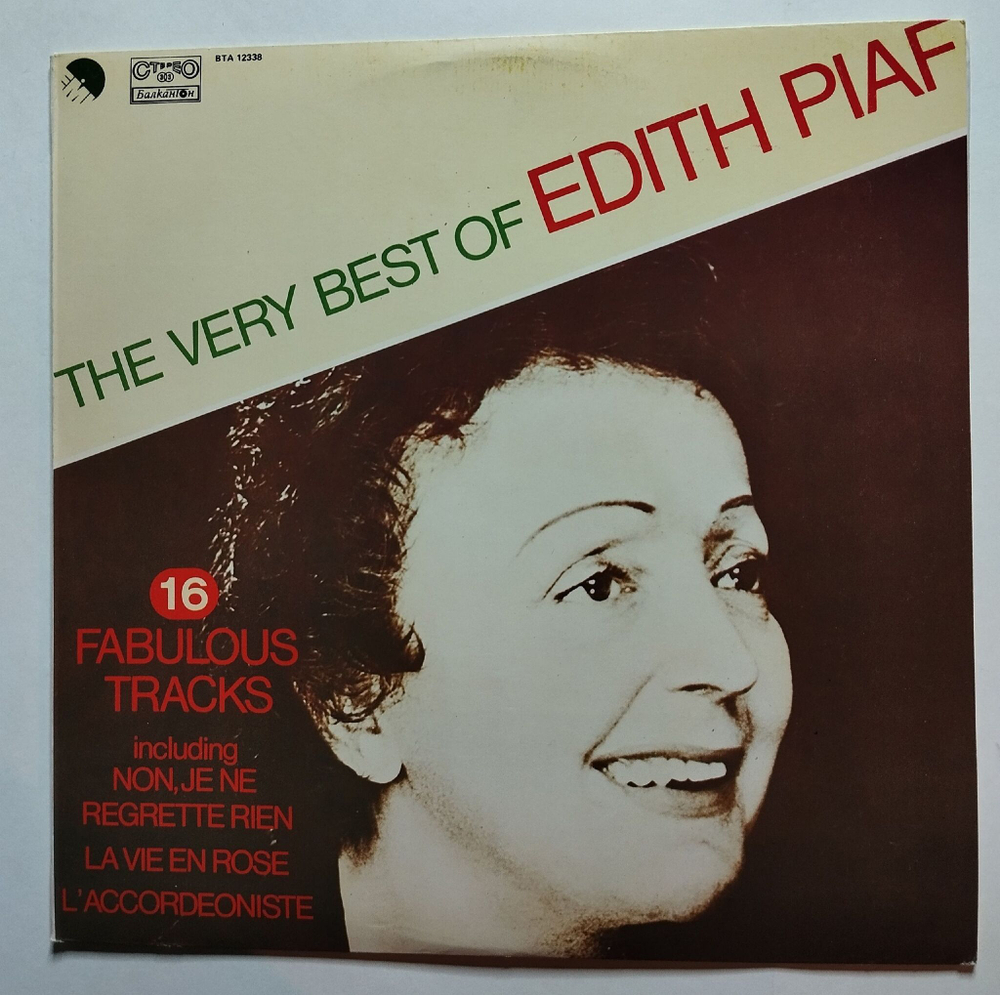 СТЕРЕО
33
Балкантон
BTA 12338
THE VERY BEST OF EDITH PIAF
16
FABULOUS
TRACKS
including
NON, JE NE
REGRETTE RIEN
LA VIE EN ROSE
L'ACCORDEONISTE